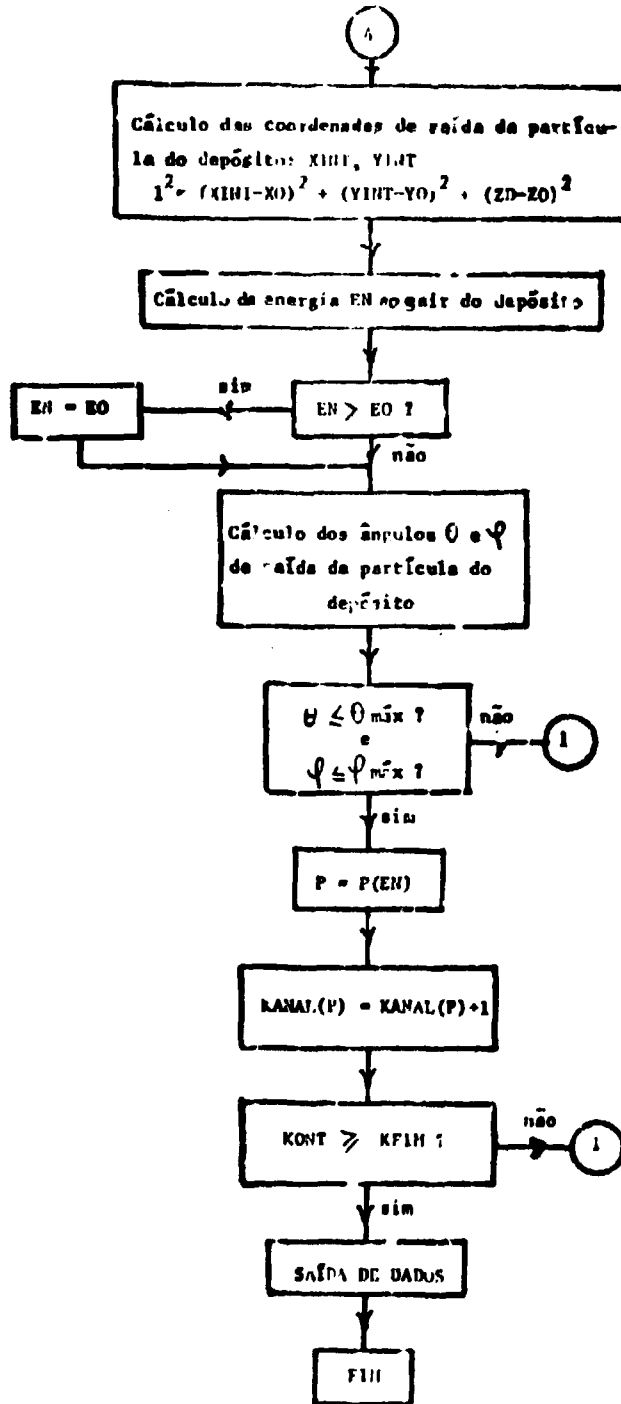 4
Cálculo das coordenadas de saída da partícu-
la do depósito: XINT, YINT
1² = (XINT-XO)² + (YINT-YO)² + (ZD-ZO)²
Cálculo da energia EN ao sair do depósito
sim
EN = EO
EN > EO ?
não
Cálculo dos ângulos θ e φ
de saída da partícula do
depósito
θ ≤ θ máx ?
e
φ ≤ φ máx ?
não
1
sim
P = P(EN)
KANAL(P) = KANAL(P)+1
KONT ⩾ KFIM ?
não
1
sim
SAÍDA DE DADOS
FIM